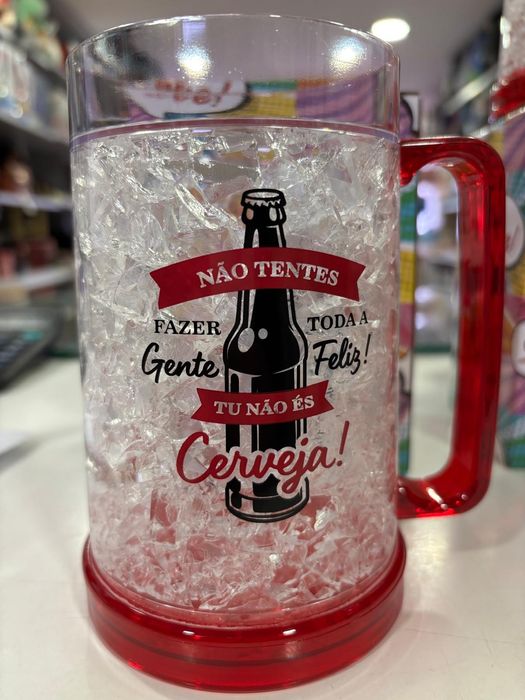 NÃO TENTES
FAZER TODA A
Gente Feliz!
TU NÃO ÉS
Cerveja!